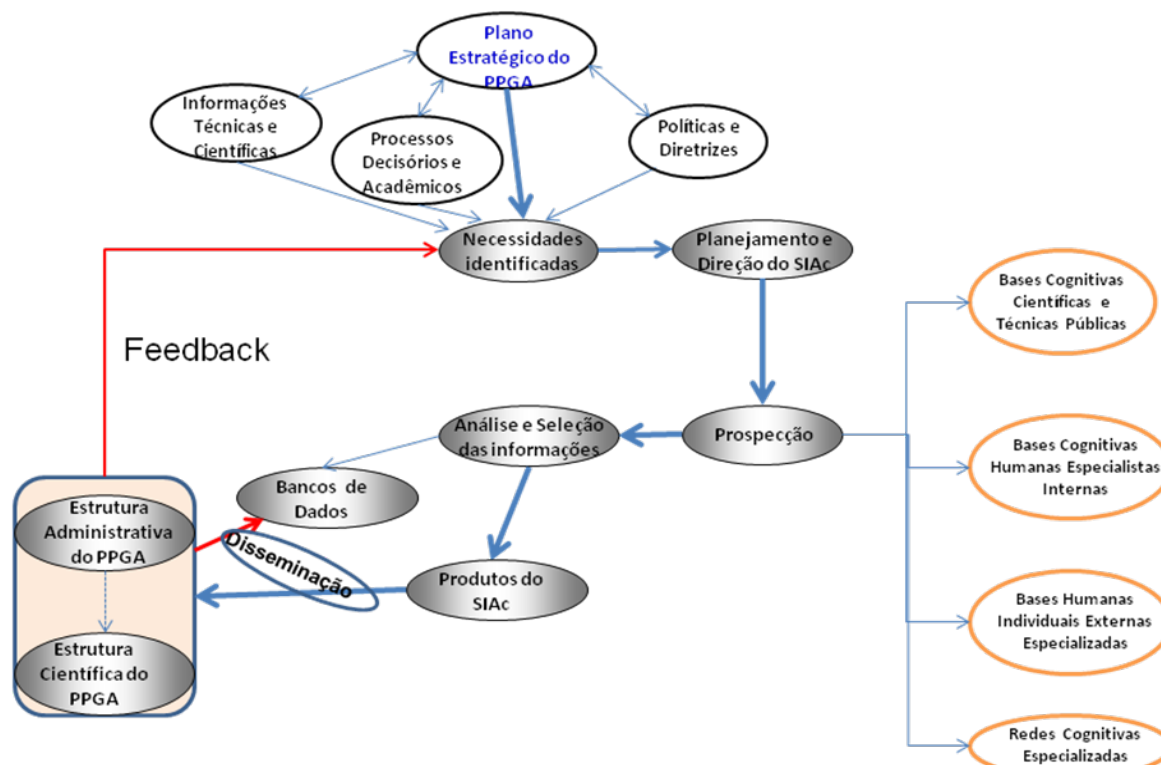 Plano
Estratégico do
PPGA
Informações
Técnicas e
Científicas
Processos
Decisórios e
Acadêmicos
Políticas e
Diretrizes
Necessidades
identificadas
Planejamento e
Direção do SIAc
Bases Cognitivas
Científicas e
Técnicas Públicas
Feedback
Análise e Seleção
das informações
Prospecção
Bases Cognitivas
Humanas Especialistas
Internas
Bancos de
Dados
Estrutura
Administrativa
do PPGA
Disseminação
Produtos do
SIAc
Bases Humanas
Individuais Externas
Especializadas
Estrutura
Científica do
PPGA
Redes Cognitivas
Especializadas